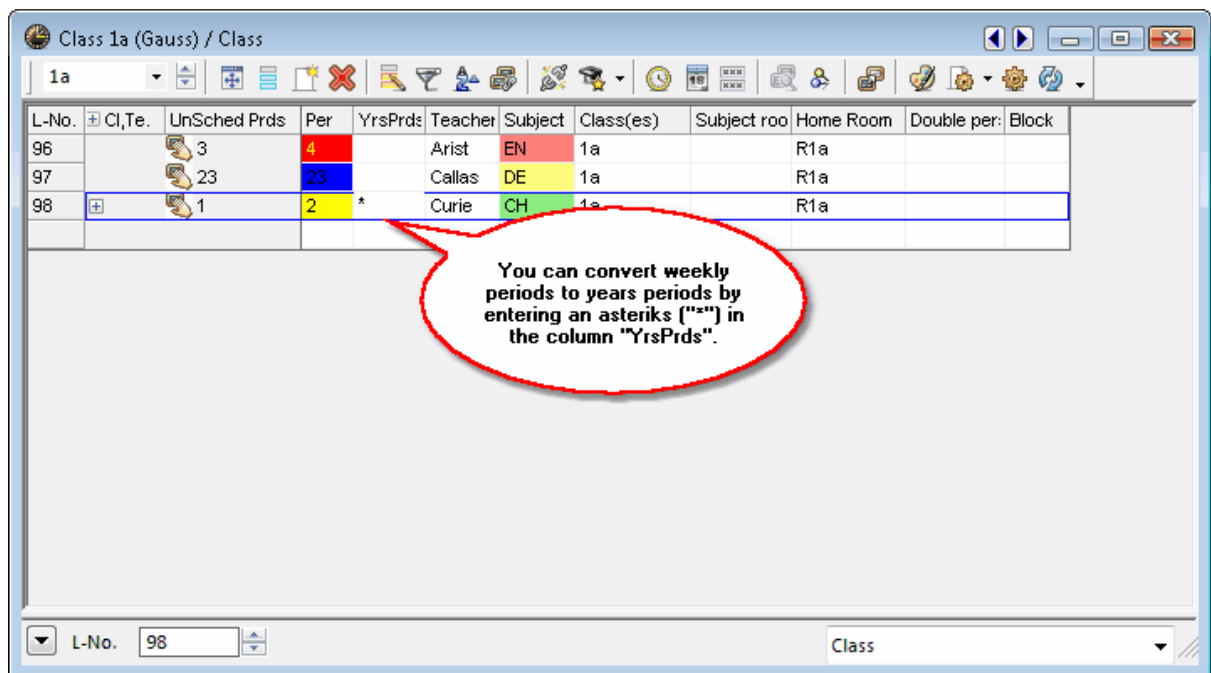 Class 1a (Gauss) / Class
1a
18
L-No. Cl,Te. UnSched Prds Per YrsPrds Teacher Subject Class(es) Subject roo Home Room Double per: Block
96 3 4 Arist EN 1a R1a
97 23 23 Callas DE 1a R1a
98 1 2 * Curie CH 1a R1a
You can convert weekly
periods to years periods by
entering an asteriks ("*") in
the column "YrsPrds".
L-No. 98 Class